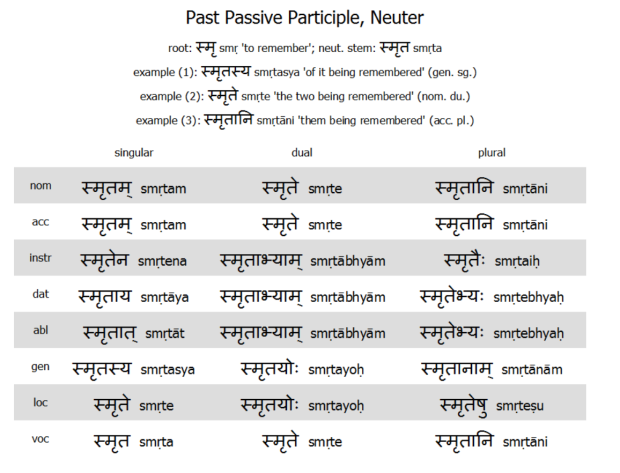 Past Passive Participle, Neuter
root: स्मृ smṛ 'to remember'; neut. stem: स्मृत smṛta
example (1): स्मृतस्य smṛtasya 'of it being remembered' (gen. sg.)
example (2): स्मृते smṛte 'the two being remembered' (nom. du.)
example (3): स्मृतानि smṛtāni 'them being remembered' (acc. pl.)
singular dual plural
nom स्मृतम् smṛtam स्मृते smṛte स्मृतानि smṛtāni
acc स्मृतम् smṛtam स्मृते smṛte स्मृतानि smṛtāni
instr स्मृतेन smṛtena स्मृताभ्याम् smṛtābhyām स्मृतैः smṛtaiḥ
dat स्मृताय smṛtāya स्मृताभ्याम् smṛtābhyām स्मृतेभ्यः smṛtebhyaḥ
abl स्मृतात् smṛtāt स्मृताभ्याम् smṛtābhyām स्मृतेभ्यः smṛtebhyaḥ
gen स्मृतस्य smṛtasya स्मृतयोः smṛtayoḥ स्मृतानाम् smṛtānām
loc स्मृते smṛte स्मृतयोः smṛtayoḥ स्मृतेषु smṛteṣu
voc स्मृत smṛta स्मृते smṛte स्मृतानि smṛtāni